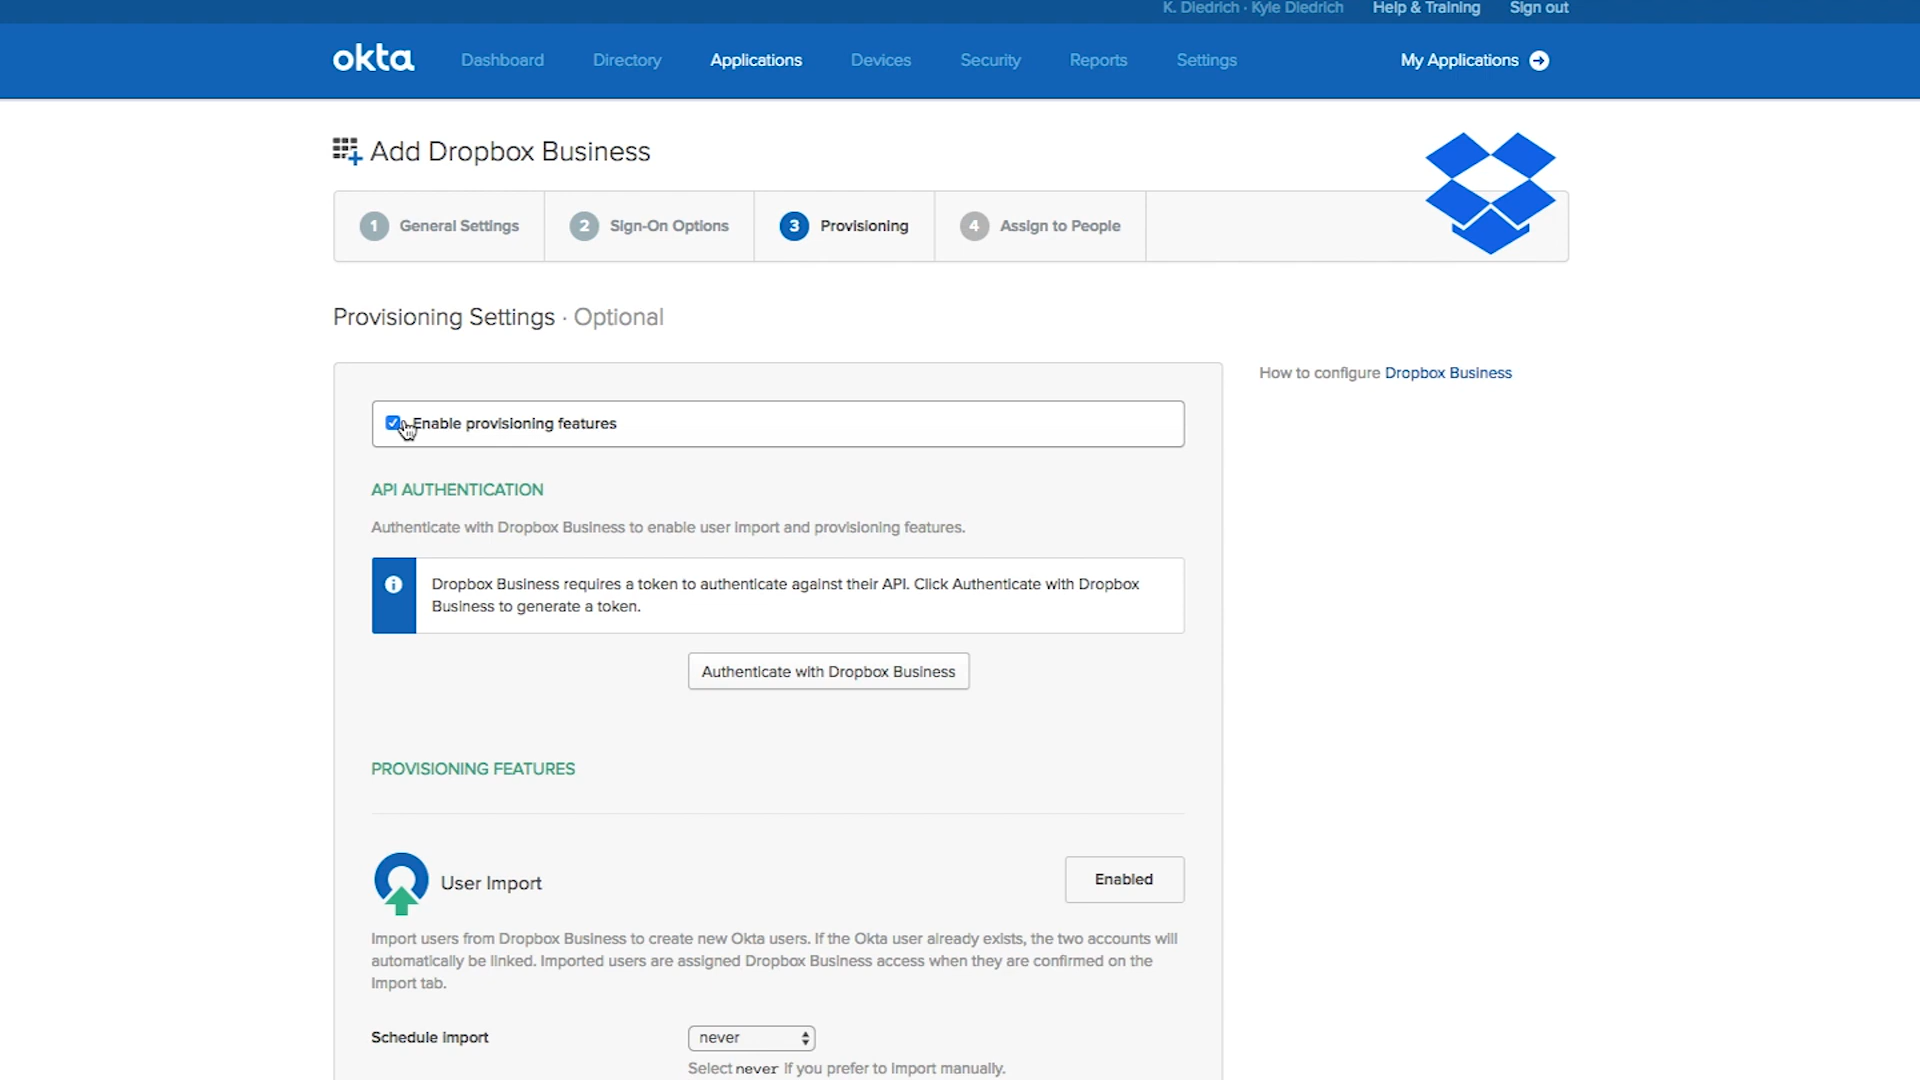 K. Diedrich · Kyle Diedrich Help & Training Sign out
okta Dashboard Directory Applications Devices Security Reports Settings My Applications
Add Dropbox Business
1 General Settings 2 Sign-On Options 3 Provisioning 4 Assign to People
Provisioning Settings · Optional
How to configure Dropbox Business
Enable provisioning features
API AUTHENTICATION
Authenticate with Dropbox Business to enable user import and provisioning features.
Dropbox Business requires a token to authenticate against their API. Click Authenticate with Dropbox
Business to generate a token.
Authenticate with Dropbox Business
PROVISIONING FEATURES
User Import Enabled
Import users from Dropbox Business to create new Okta users. If the Okta user already exists, the two accounts will
automatically be linked. Imported users are assigned Dropbox Business access when they are confirmed on the
Import tab.
Schedule import never
Select never if you prefer to import manually.